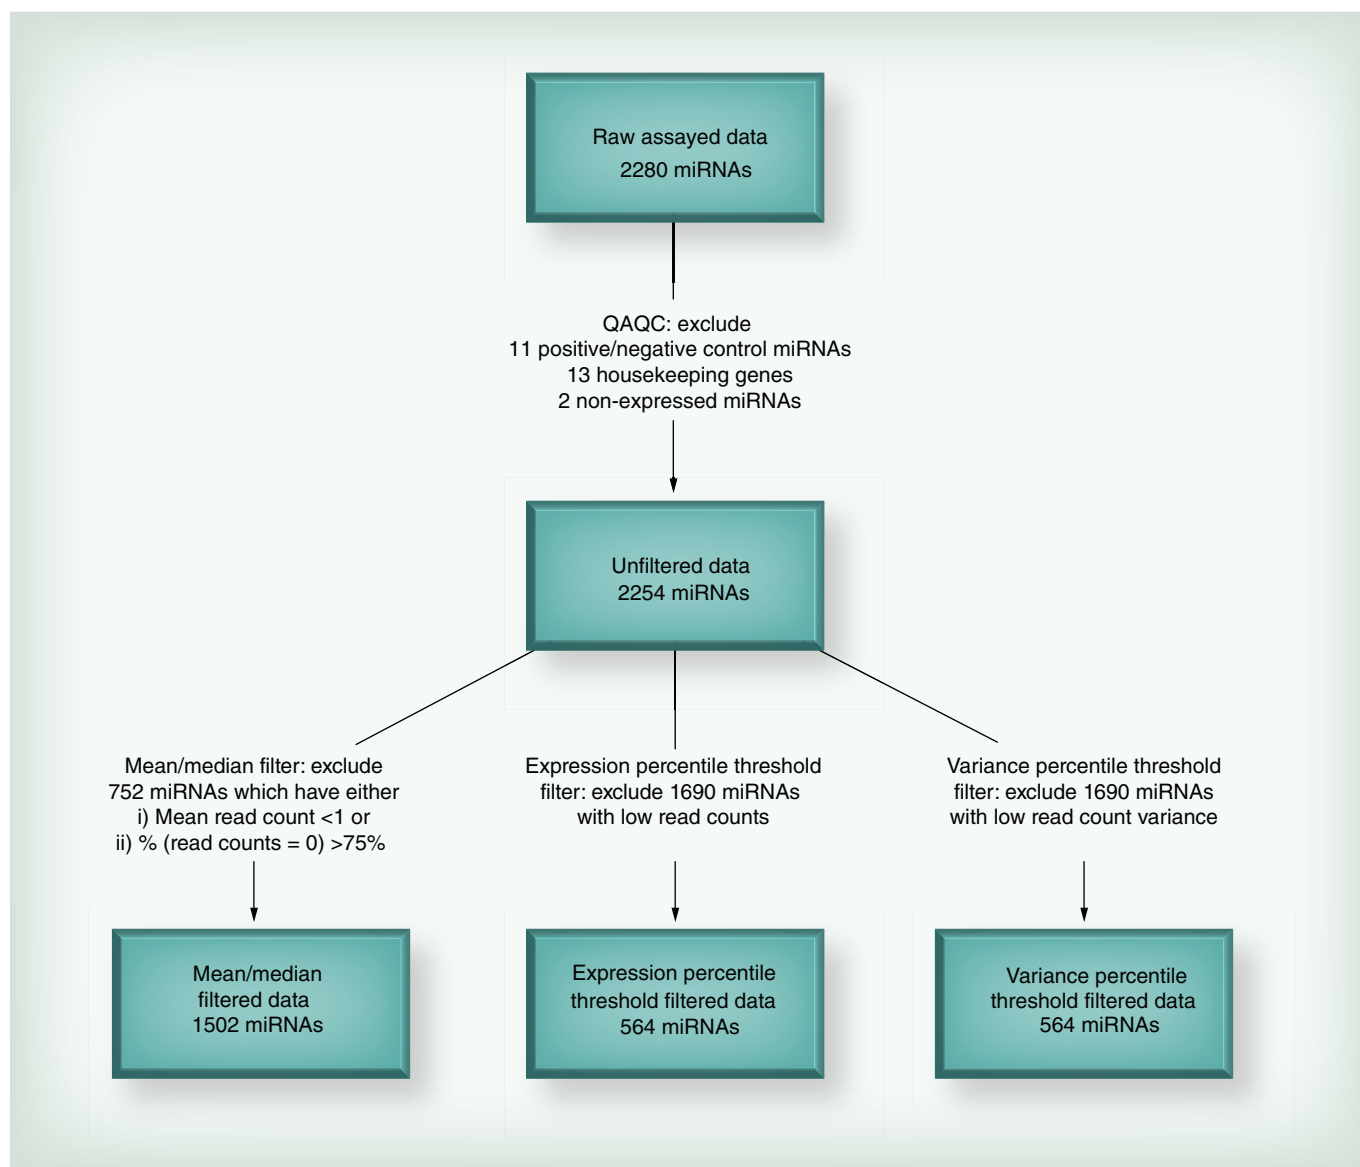 Raw assayed data
2280 miRNAs
QAQC: exclude
11 positive/negative control miRNAs
13 housekeeping genes
2 non-expressed miRNAs
Unfiltered data
2254 miRNAs
Mean/median filter: exclude
752 miRNAs which have either
i) Mean read count <1 or
ii) % (read counts = 0) >75%
Expression percentile threshold
filter: exclude 1690 miRNAs
with low read counts
Variance percentile threshold
filter: exclude 1690 miRNAs
with low read count variance
Mean/median
filtered data
1502 miRNAs
Expression percentile
threshold filtered data
564 miRNAs
Variance percentile
threshold filtered data
564 miRNAs